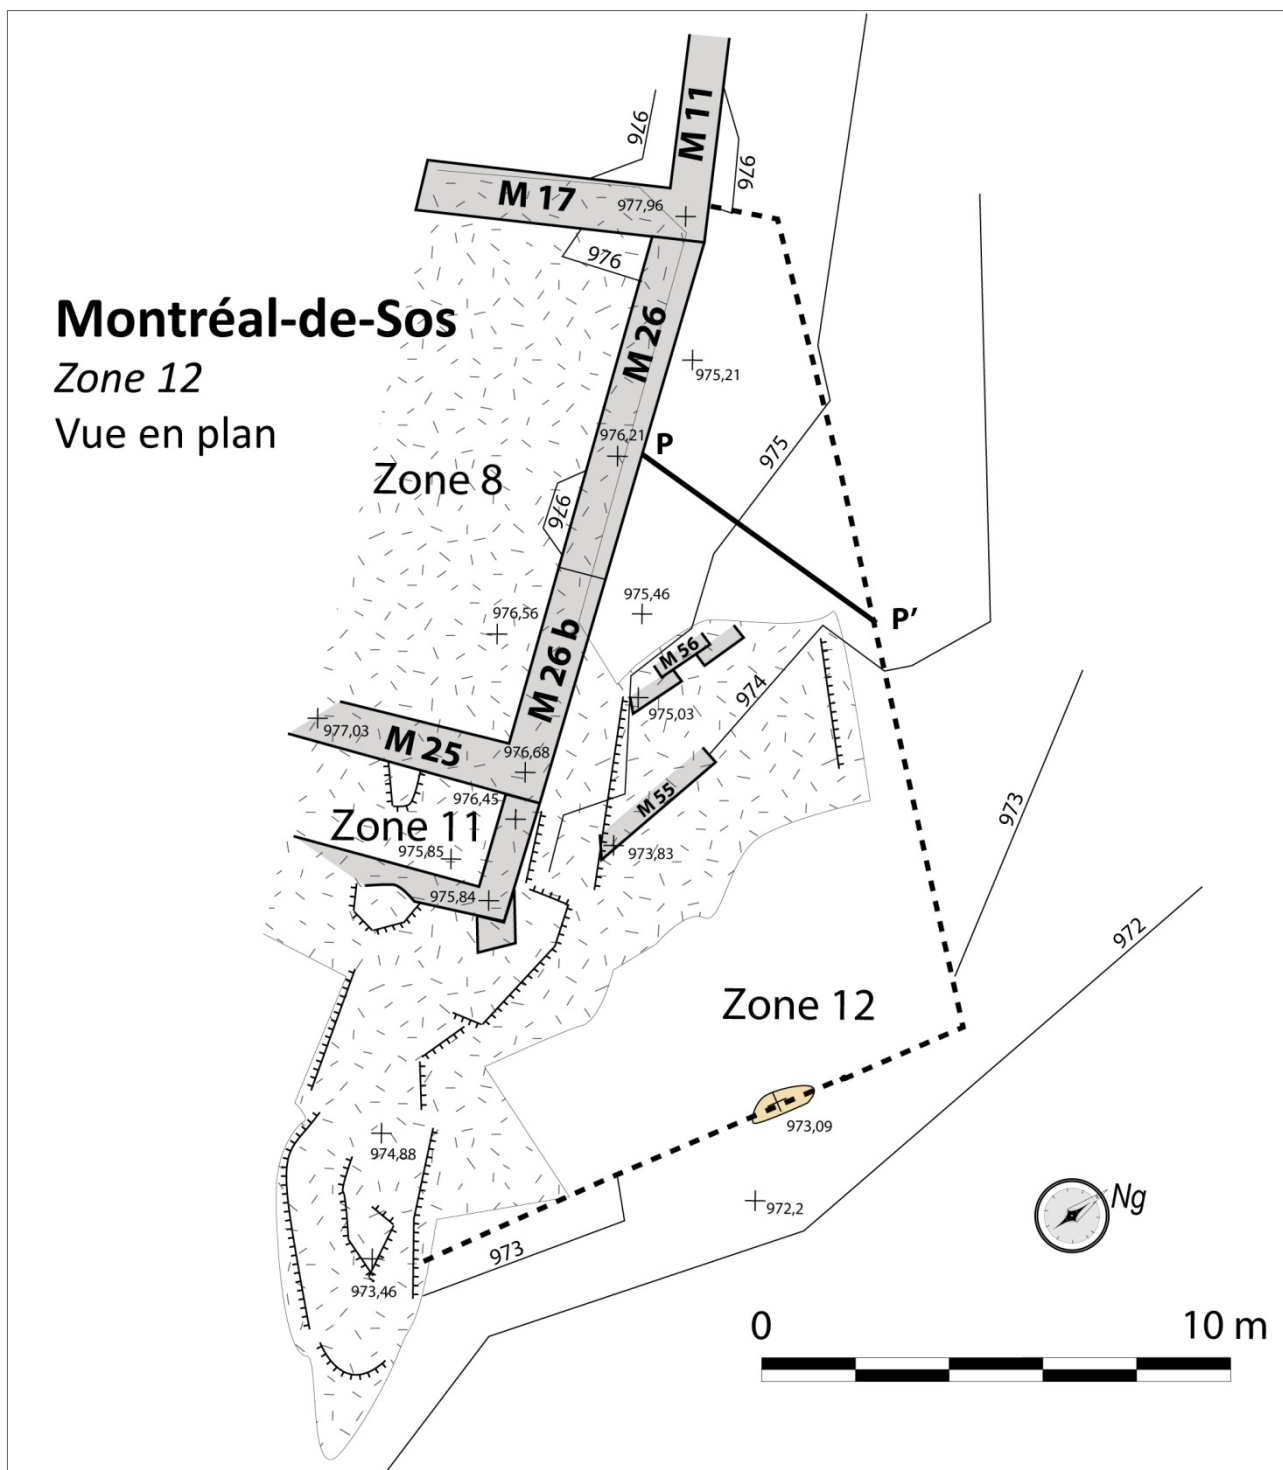 M 11
976
976
M 17
977,96
976
Montréal-de-Sos
Zone 12
Vue en plan
M 26
975,21
976,21
P
975
Zone 8
976
975,46
P’
976,56
M 26 b
M 56
974
975,03
977,03
M 25
976,68
973
976,45
M 55
Zone 11
975,85
973,83
975,84
972
Zone 12
973,09
974,88
972,2
Ng
973
973,46
0
10 m